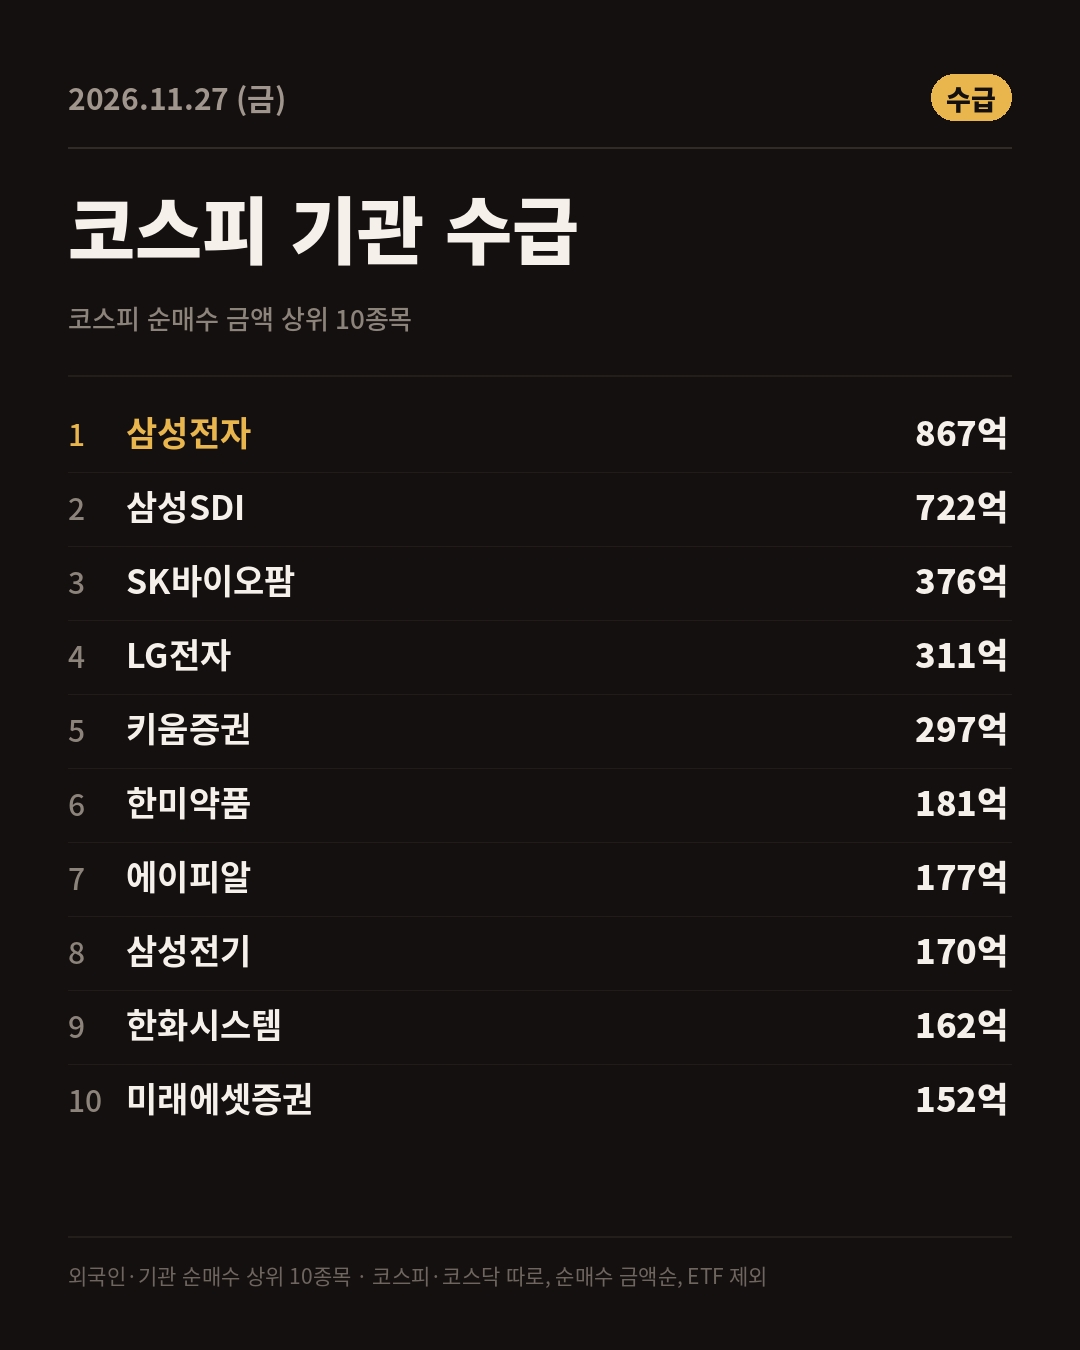 2026.11.27 (금)
수급
코스피 기관 수급
코스피 순매수 금액 상위 10종목
1 삼성전자 867억
2 삼성SDI 722억
3 SK바이오팜 376억
4 LG전자 311억
5 키움증권 297억
6 한미약품 181억
7 에이피알 177억
8 삼성전기 170억
9 한화시스템 162억
10 미래에셋증권 152억
외국인·기관 순매수 상위 10종목 · 코스피·코스닥 따로, 순매수 금액순, ETF 제외